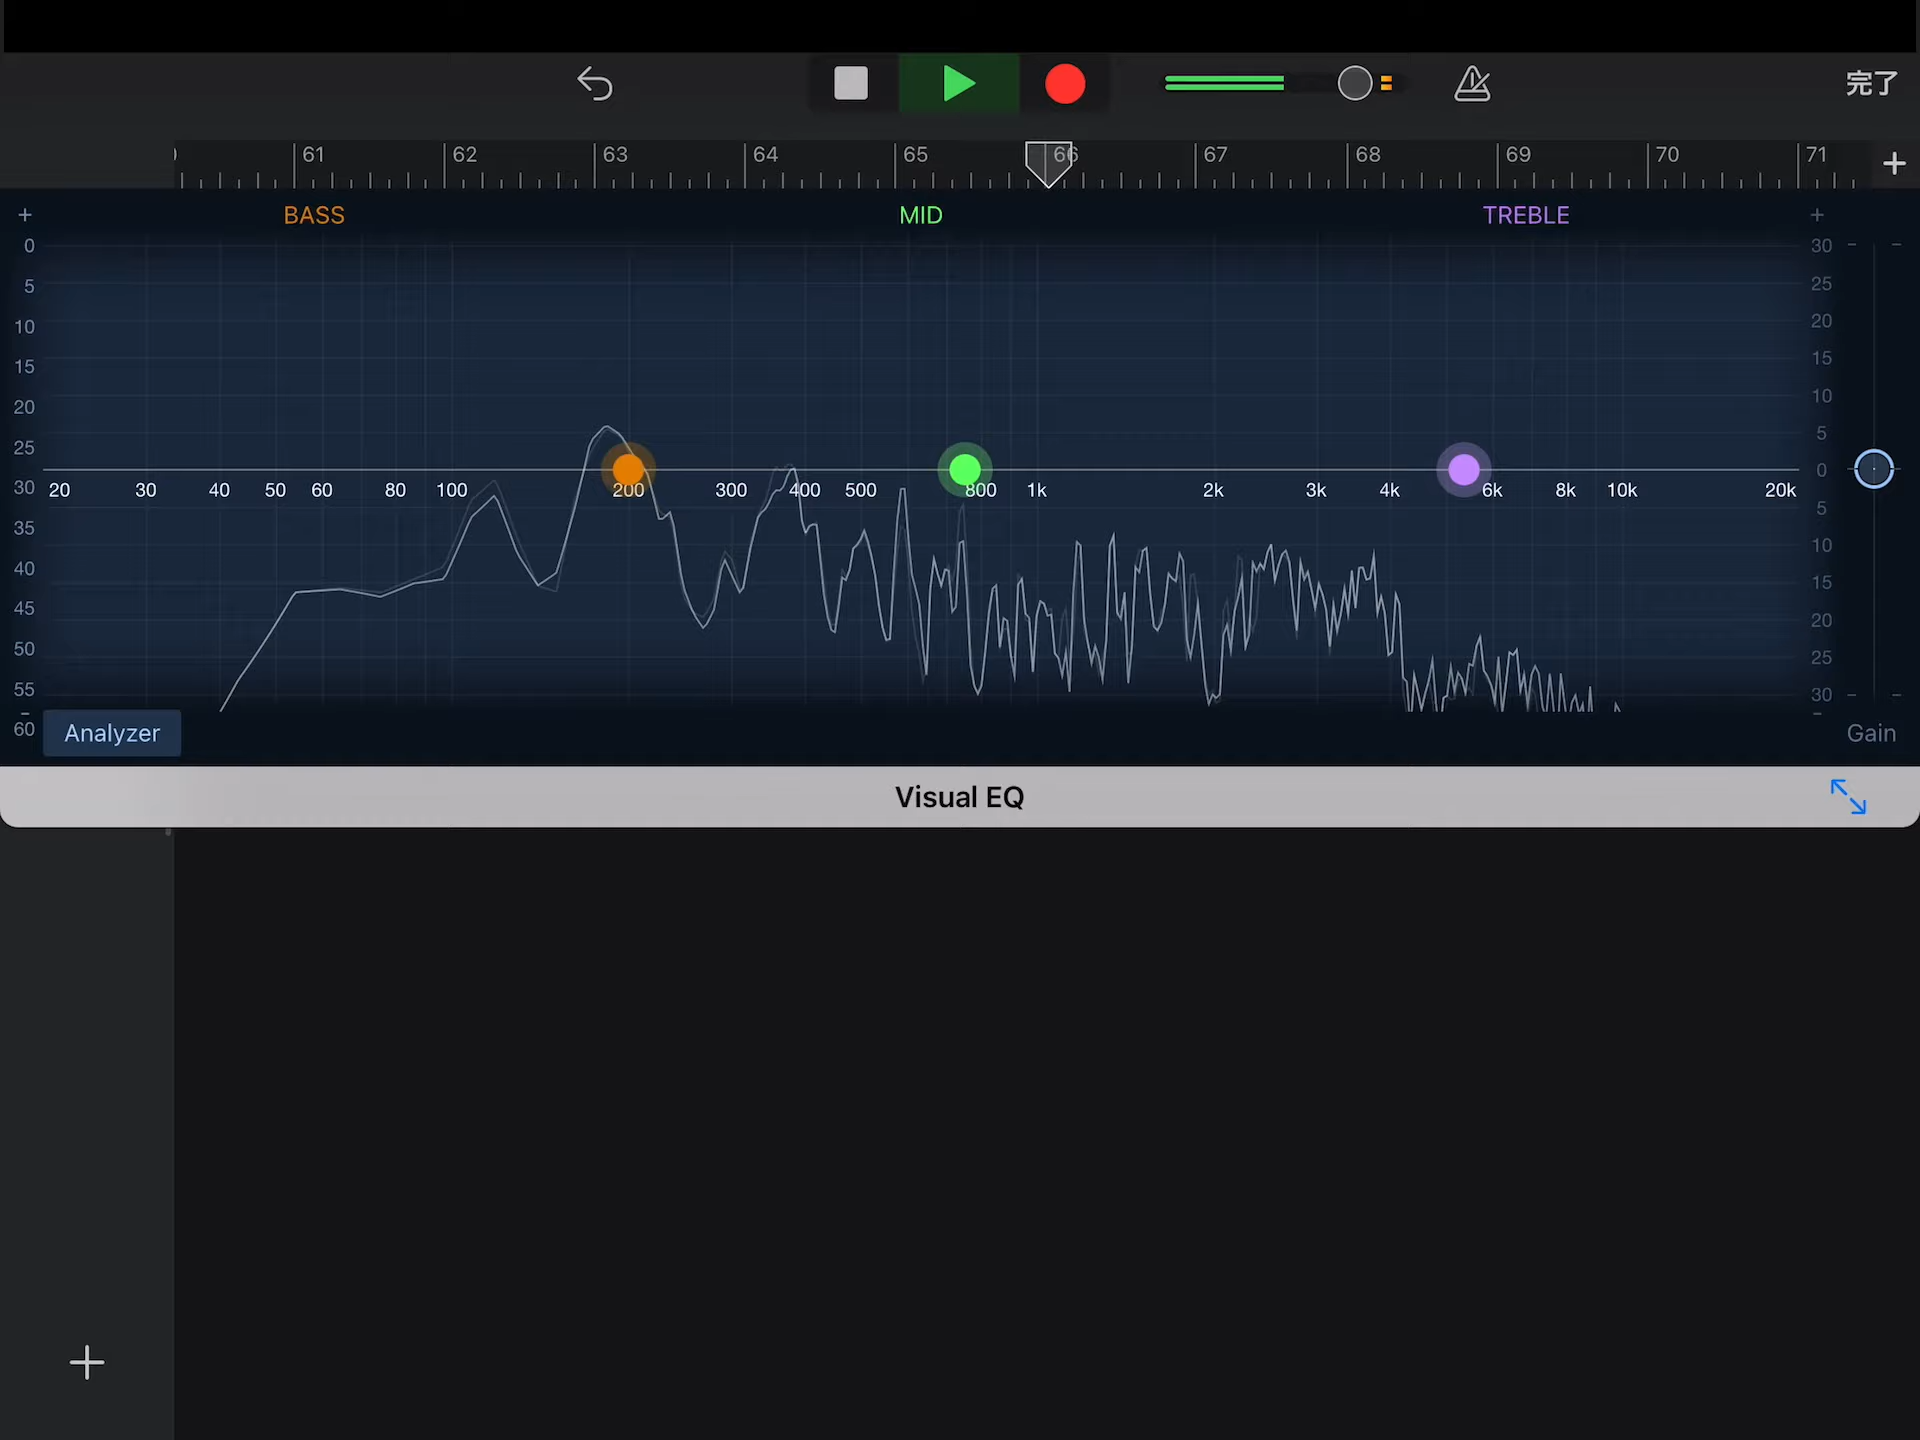 完了
61 62 63 64 65 66 67 68 69 70 71 +
+ BASS MID TREBLE +
0 30
5 25
10 20
15 15
20 10
25 5
0
30 20 30 40 50 60 80 100 200 300 400 500 800 1k 2k 3k 4k 6k 8k 10k 20k
35 5
40 10
45 15
50 20
55 25
30
60 Analyzer Gain
Visual EQ
+